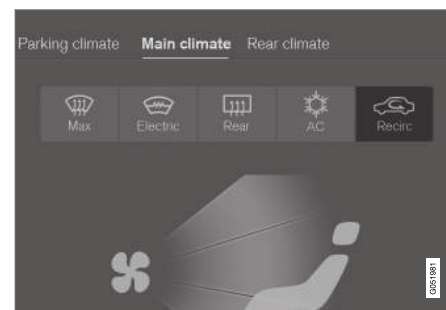 Parking climate Main climate Rear climate
Max Electric Rear AC Recirc
G051981